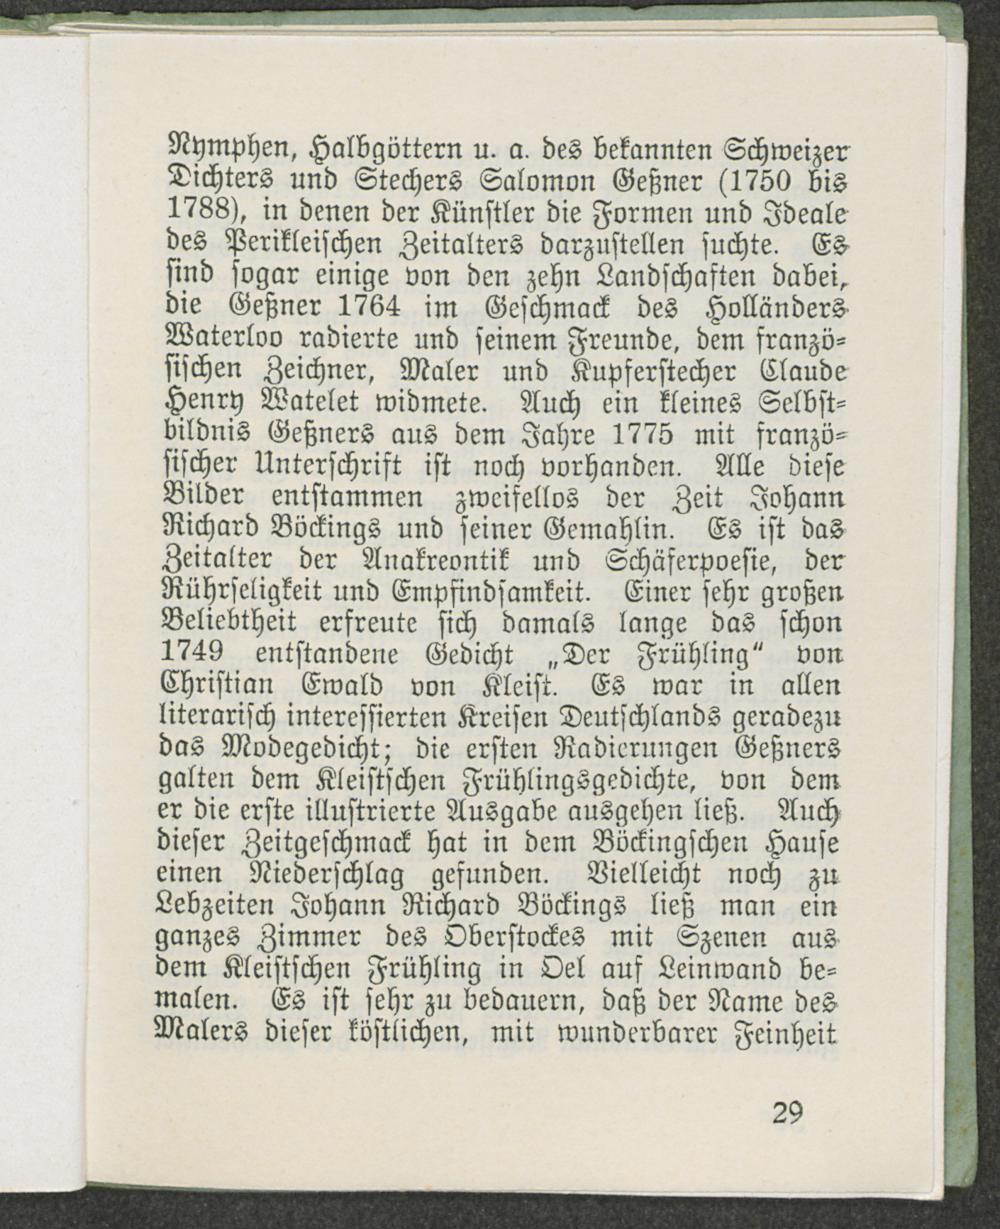 Nymphen, Halbgöttern u. a. des bekannten Schweizer
Dichters und Stechers Salomon Geßner (1750 bis
1788), in denen der Künstler die Formen und Ideale
des Perikleischen Zeitalters darzustellen suchte. Es
sind sogar einige von den zehn Landschaften dabei,
die Geßner 1764 im Geschmack des Holländers
Waterloo radierte und seinem Freunde, dem franzö-
sischen Zeichner, Maler und Kupferstecher Claude
Henry Watelet widmete. Auch ein kleines Selbst-
bildnis Geßners aus dem Jahre 1775 mit franzö-
sischer Unterschrift ist noch vorhanden. Alle diese
Bilder entstammen zweifellos der Zeit Johann
Richard Böckings und seiner Gemahlin. Es ist das
Zeitalter der Anakreontik und Schäferpoesie, der
Rührseligkeit und Empfindsamkeit. Einer sehr großen
Beliebtheit erfreute sich damals lange das schon
1749 entstandene Gedicht „Der Frühling“ von
Christian Ewald von Kleist. Es war in allen
literarisch interessierten Kreisen Deutschlands geradezu
das Modegedicht; die ersten Radierungen Geßners
galten dem Kleistschen Frühlingsgedichte, von dem
er die erste illustrierte Ausgabe ausgehen ließ. Auch
dieser Zeitgeschmack hat in dem Böckingschen Hause
einen Niederschlag gefunden. Vielleicht noch zu
Lebzeiten Johann Richard Böckings ließ man ein
ganzes Zimmer des Oberstockes mit Szenen aus
dem Kleistschen Frühling in Oel auf Leinwand be-
malen. Es ist sehr zu bedauern, daß der Name des
Malers dieser köstlichen, mit wunderbarer Feinheit
29